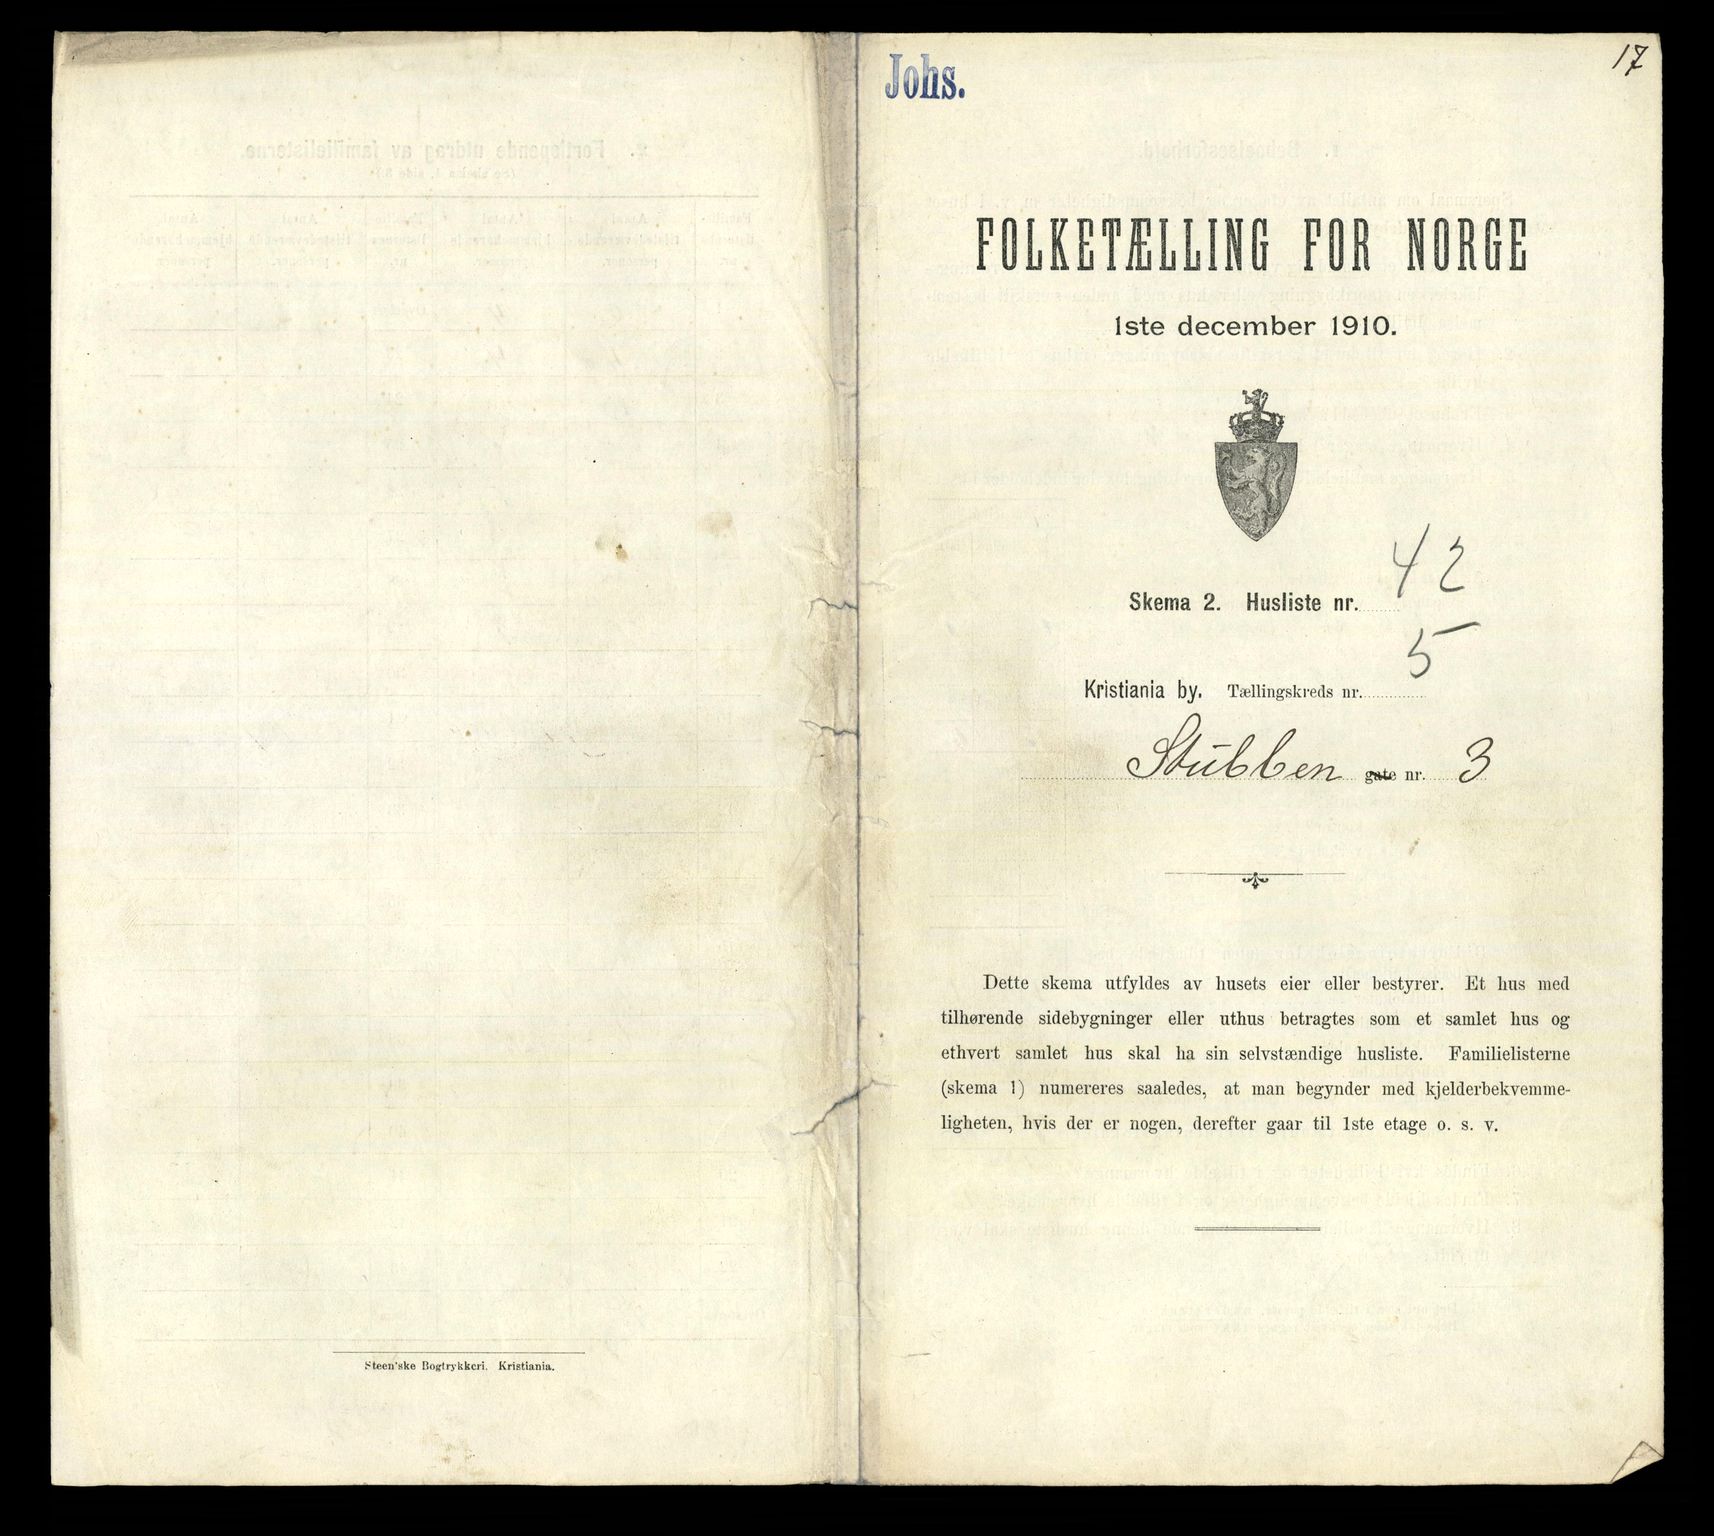 Steen'ske Bogtrykkeri. Kristiania.
Johs.
17
FOLKETÆLLING FOR NORGE
1ste december 1910.
Skema 2. Husliste nr. 42
Kristiania by. Tællingskreds nr. 5
Stubben gate nr. 3
Dette skema utfyldes av husets eier eller bestyrer. Et hus med
tilhørende sidebygninger eller uthus betragtes som et samlet hus og
ethvert samlet hus skal ha sin selvstændige husliste. Familielisterne
(skema 1) numereres saaledes, at man begynder med kjelderbekvemme-
ligheten, hvis der er nogen, derefter gaar til 1ste etage o. s. v.